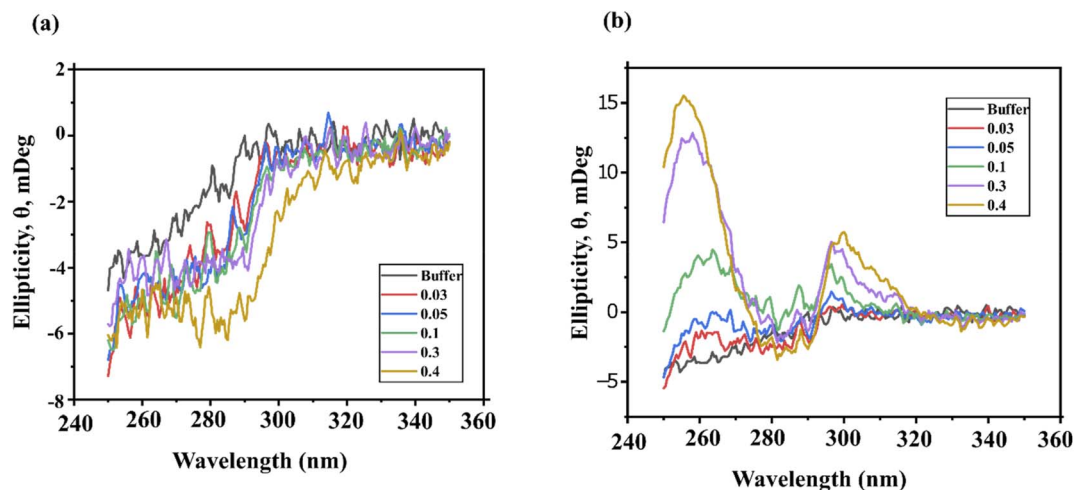 (a)
2
0
-2
-4
-6
-8
240 260 280 300 320 340 360
Ellipticity, θ, mDeg
Wavelength (nm)
Buffer
0.03
0.05
0.1
0.3
0.4
(b)
15
10
5
0
−5
240 260 280 300 320 340 360
Ellipticity, θ, mDeg
Wavelength (nm)
Buffer
0.03
0.05
0.1
0.3
0.4